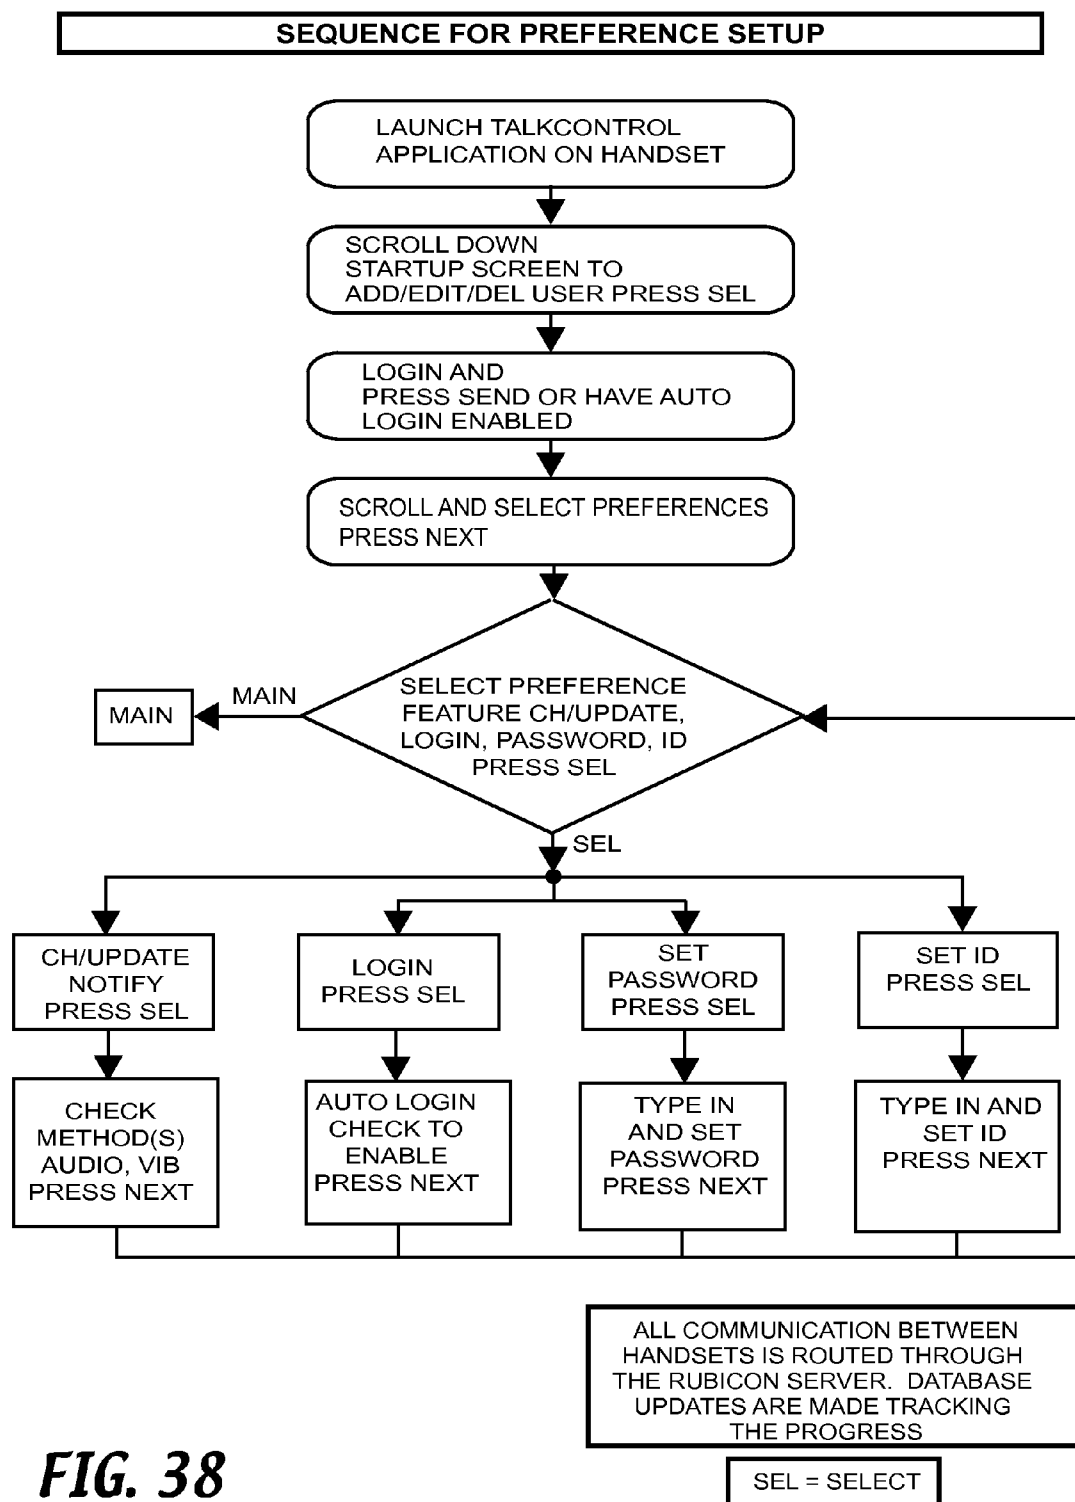 SEQUENCE FOR PREFERENCE SETUP
LAUNCH TALKCONTROL
APPLICATION ON HANDSET
SCROLL DOWN
STARTUP SCREEN TO
ADD/EDIT/DEL USER PRESS SEL
LOGIN AND
PRESS SEND OR HAVE AUTO
LOGIN ENABLED
SCROLL AND SELECT PREFERENCES
PRESS NEXT
MAIN
MAIN
SELECT PREFERENCE
FEATURE CH/UPDATE,
LOGIN, PASSWORD, ID
PRESS SEL
SEL
CH/UPDATE
NOTIFY
PRESS SEL
LOGIN
PRESS SEL
SET
PASSWORD
PRESS SEL
SET ID
PRESS SEL
CHECK
METHOD(S)
AUDIO, VIB
PRESS NEXT
AUTO LOGIN
CHECK TO
ENABLE
PRESS NEXT
TYPE IN
AND SET
PASSWORD
PRESS NEXT
TYPE IN AND
SET ID
PRESS NEXT
ALL COMMUNICATION BETWEEN
HANDSETS IS ROUTED THROUGH
THE RUBICON SERVER. DATABASE
UPDATES ARE MADE TRACKING
THE PROGRESS
SEL = SELECT
FIG. 38